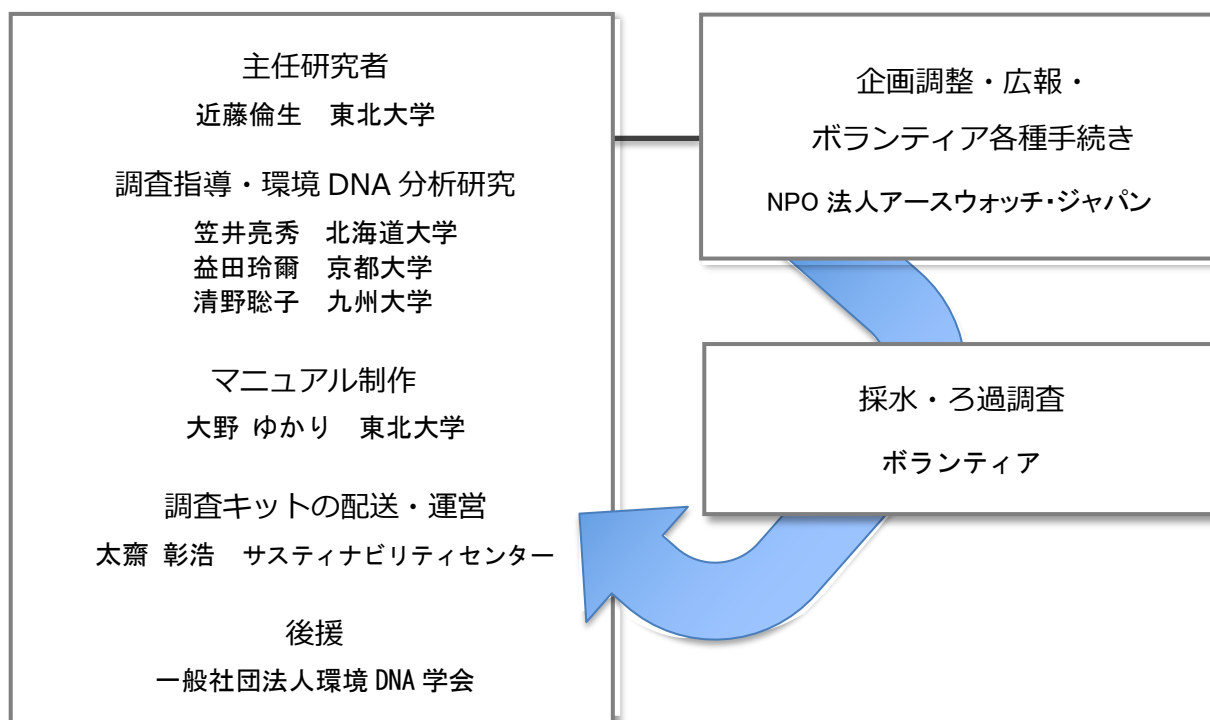 主任研究者
近藤倫生　東北大学
調査指導・環境 DNA 分析研究
笠井亮秀　北海道大学
益田玲爾　京都大学
清野聡子　九州大学
マニュアル制作
大野 ゆかり　東北大学
調査キットの配送・運営
太齋 彰浩　サスティナビリティセンター
後援
一般社団法人環境 DNA 学会
企画調整・広報・
ボランティア各種手続き
NPO 法人アースウォッチ・ジャパン
採水・ろ過調査
ボランティア